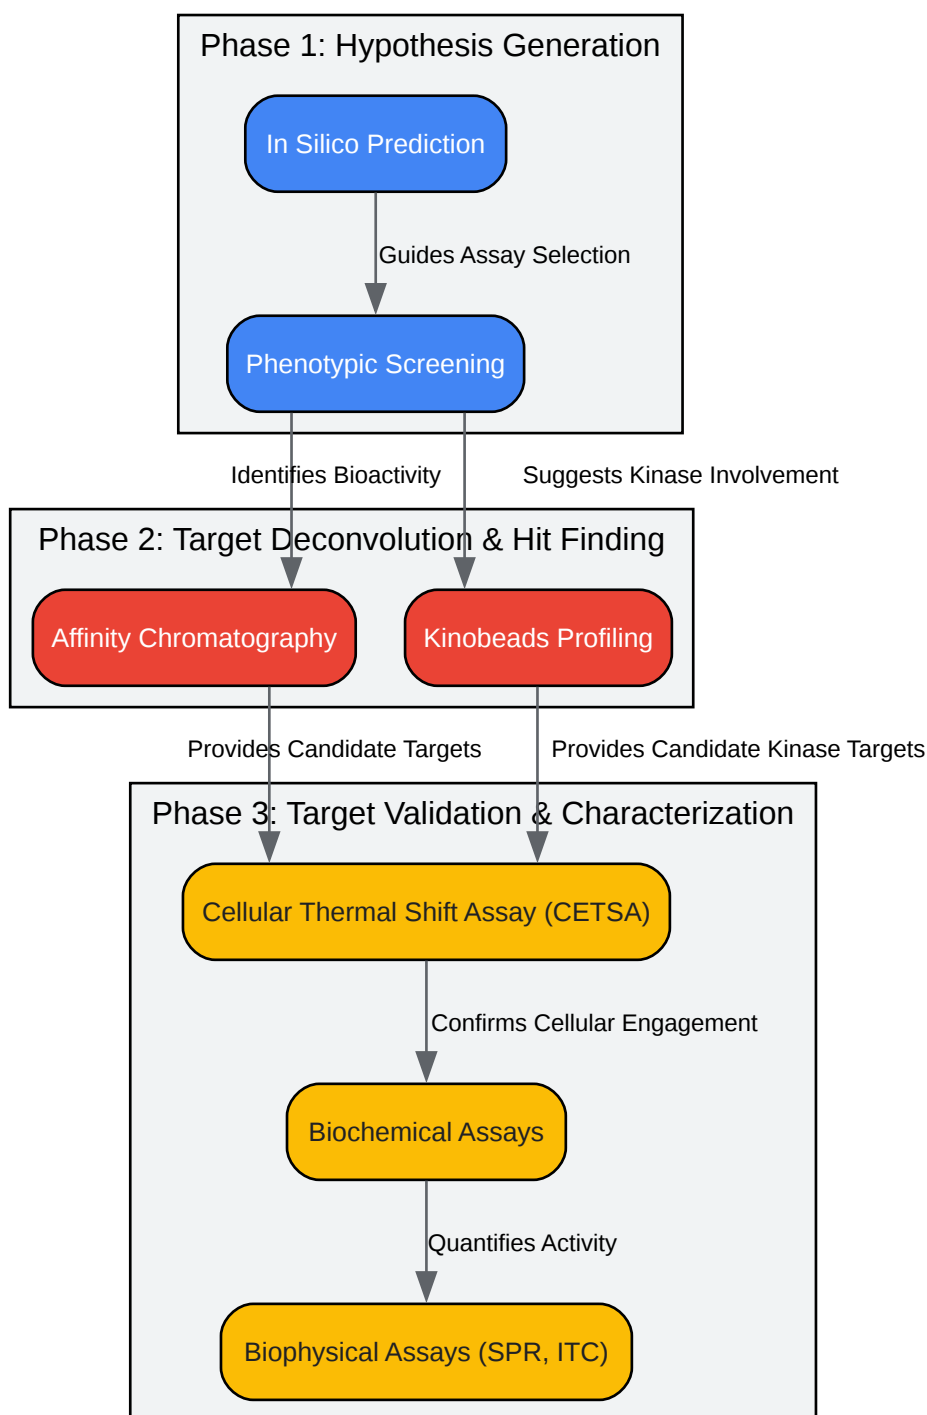 Phase 1: Hypothesis Generation
In Silico Prediction
Guides Assay Selection
Phenotypic Screening
Identifies Bioactivity
Suggests Kinase Involvement
Phase 2: Target Deconvolution & Hit Finding
Affinity Chromatography
Kinobeads Profiling
Provides Candidate Targets
Provides Candidate Kinase Targets
Phase 3: Target Validation & Characterization
Cellular Thermal Shift Assay (CETSA)
Confirms Cellular Engagement
Biochemical Assays
Quantifies Activity
Biophysical Assays (SPR, ITC)